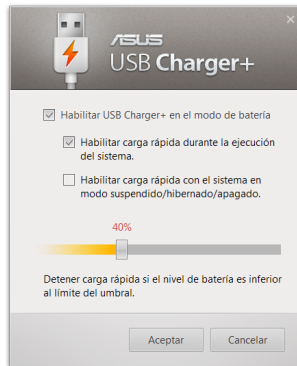 ASUS
USB Charger+
Habilitar USB Charger+ en el modo de batería
Habilitar carga rápida durante la ejecución
del sistema.
Habilitar carga rápida con el sistema en
modo suspendido/hibernado/apagado.
40%
Detener carga rápida si el nivel de batería es inferior
al límite del umbral.
Aceptar
Cancelar